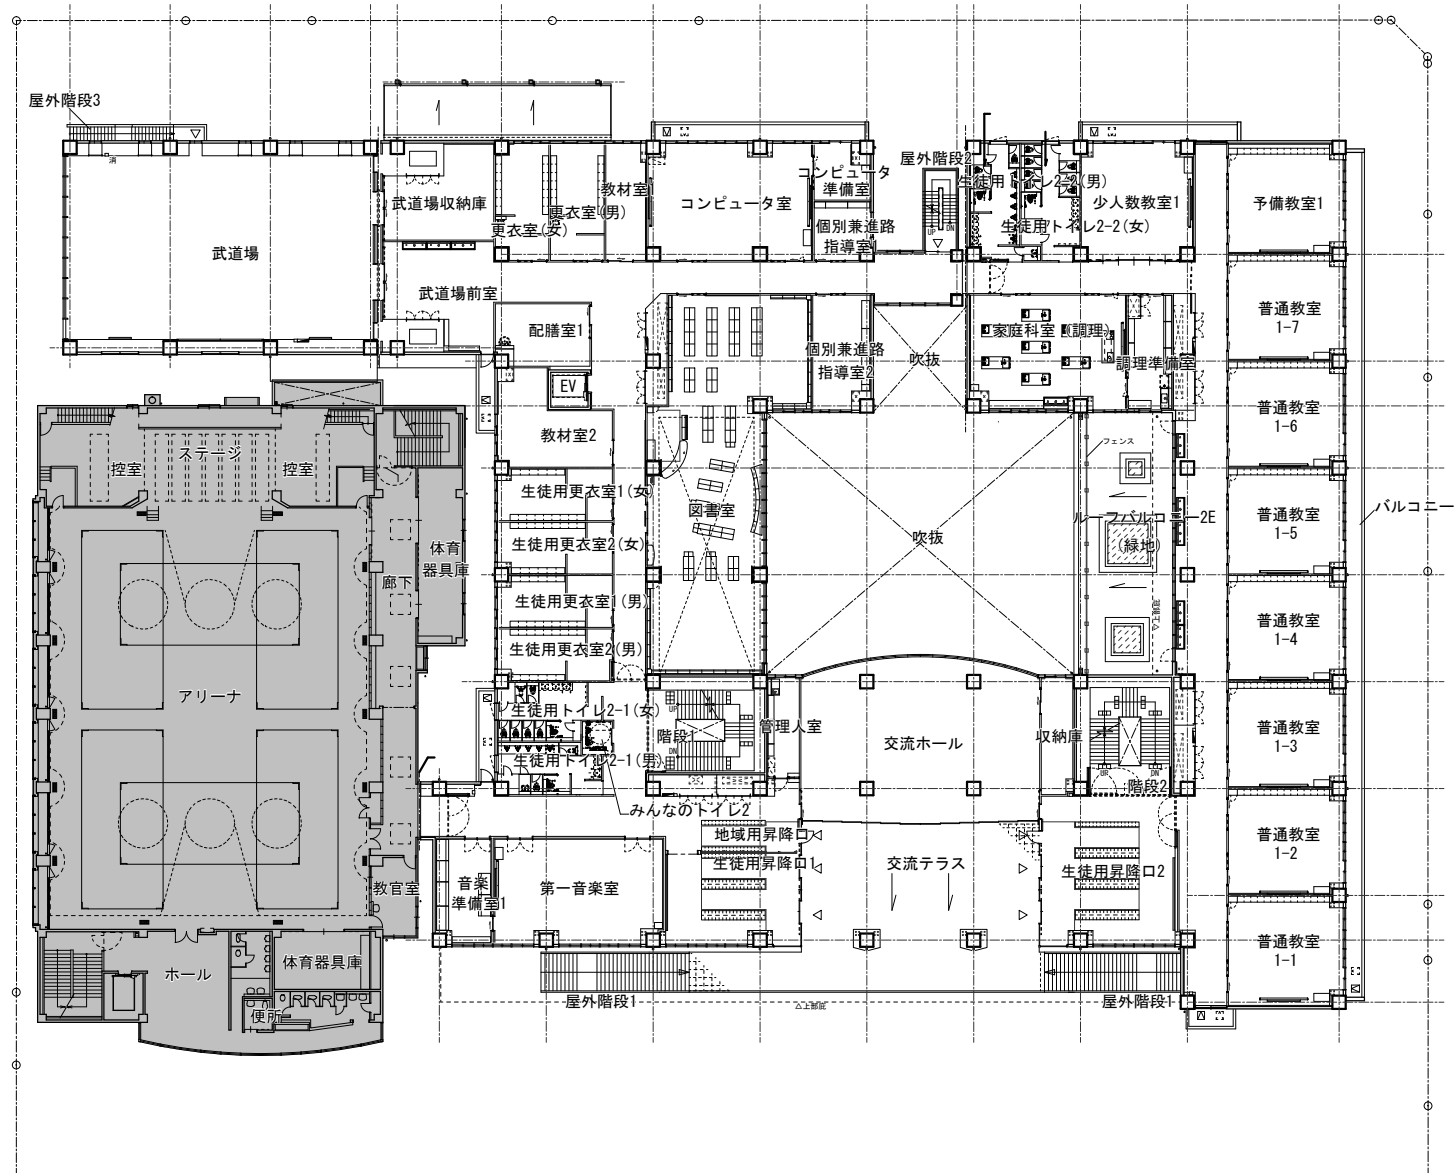 屋外階段3
消
武道場
武道場収納庫
武道場前室
更衣室(女)
更衣室(男)
教材室1
コンピュータ室
コンピュータ
準備室
個別兼進路
指導室1
屋外階段2
UP
DN
生徒用トイレ2-2(男)
生徒用トイレ2-2(女)
少人数教室1
予備教室1
普通教室
1-7
配膳室1
EV
個別兼進路
指導室2
吹抜
家庭科室(調理)
調理準備室
普通教室
1-6
教材室2
フェンス
ステージ
控室
控室
生徒用更衣室1(女)
生徒用更衣室2(女)
生徒用更衣室1(男)
生徒用更衣室2(男)
図書室
吹抜
ルーフバルコニー2E
(緑地)
バルコニー
普通教室
1-5
体育
器具庫
廊下
普通教室
1-4
アリーナ
生徒用トイレ2-1(女)
生徒用トイレ2-1(男)
みんなのトイレ2
階段1
UP
DN
管理人室
交流ホール
収納庫
階段2
UP
DN
普通教室
1-3
地域用昇降口
生徒用昇降口1
交流テラス
生徒用昇降口2
普通教室
1-2
教官室
音楽
準備室1
第一音楽室
普通教室
1-1
ホール
体育器具庫
便所
屋外階段1
△上部庇
屋外階段1